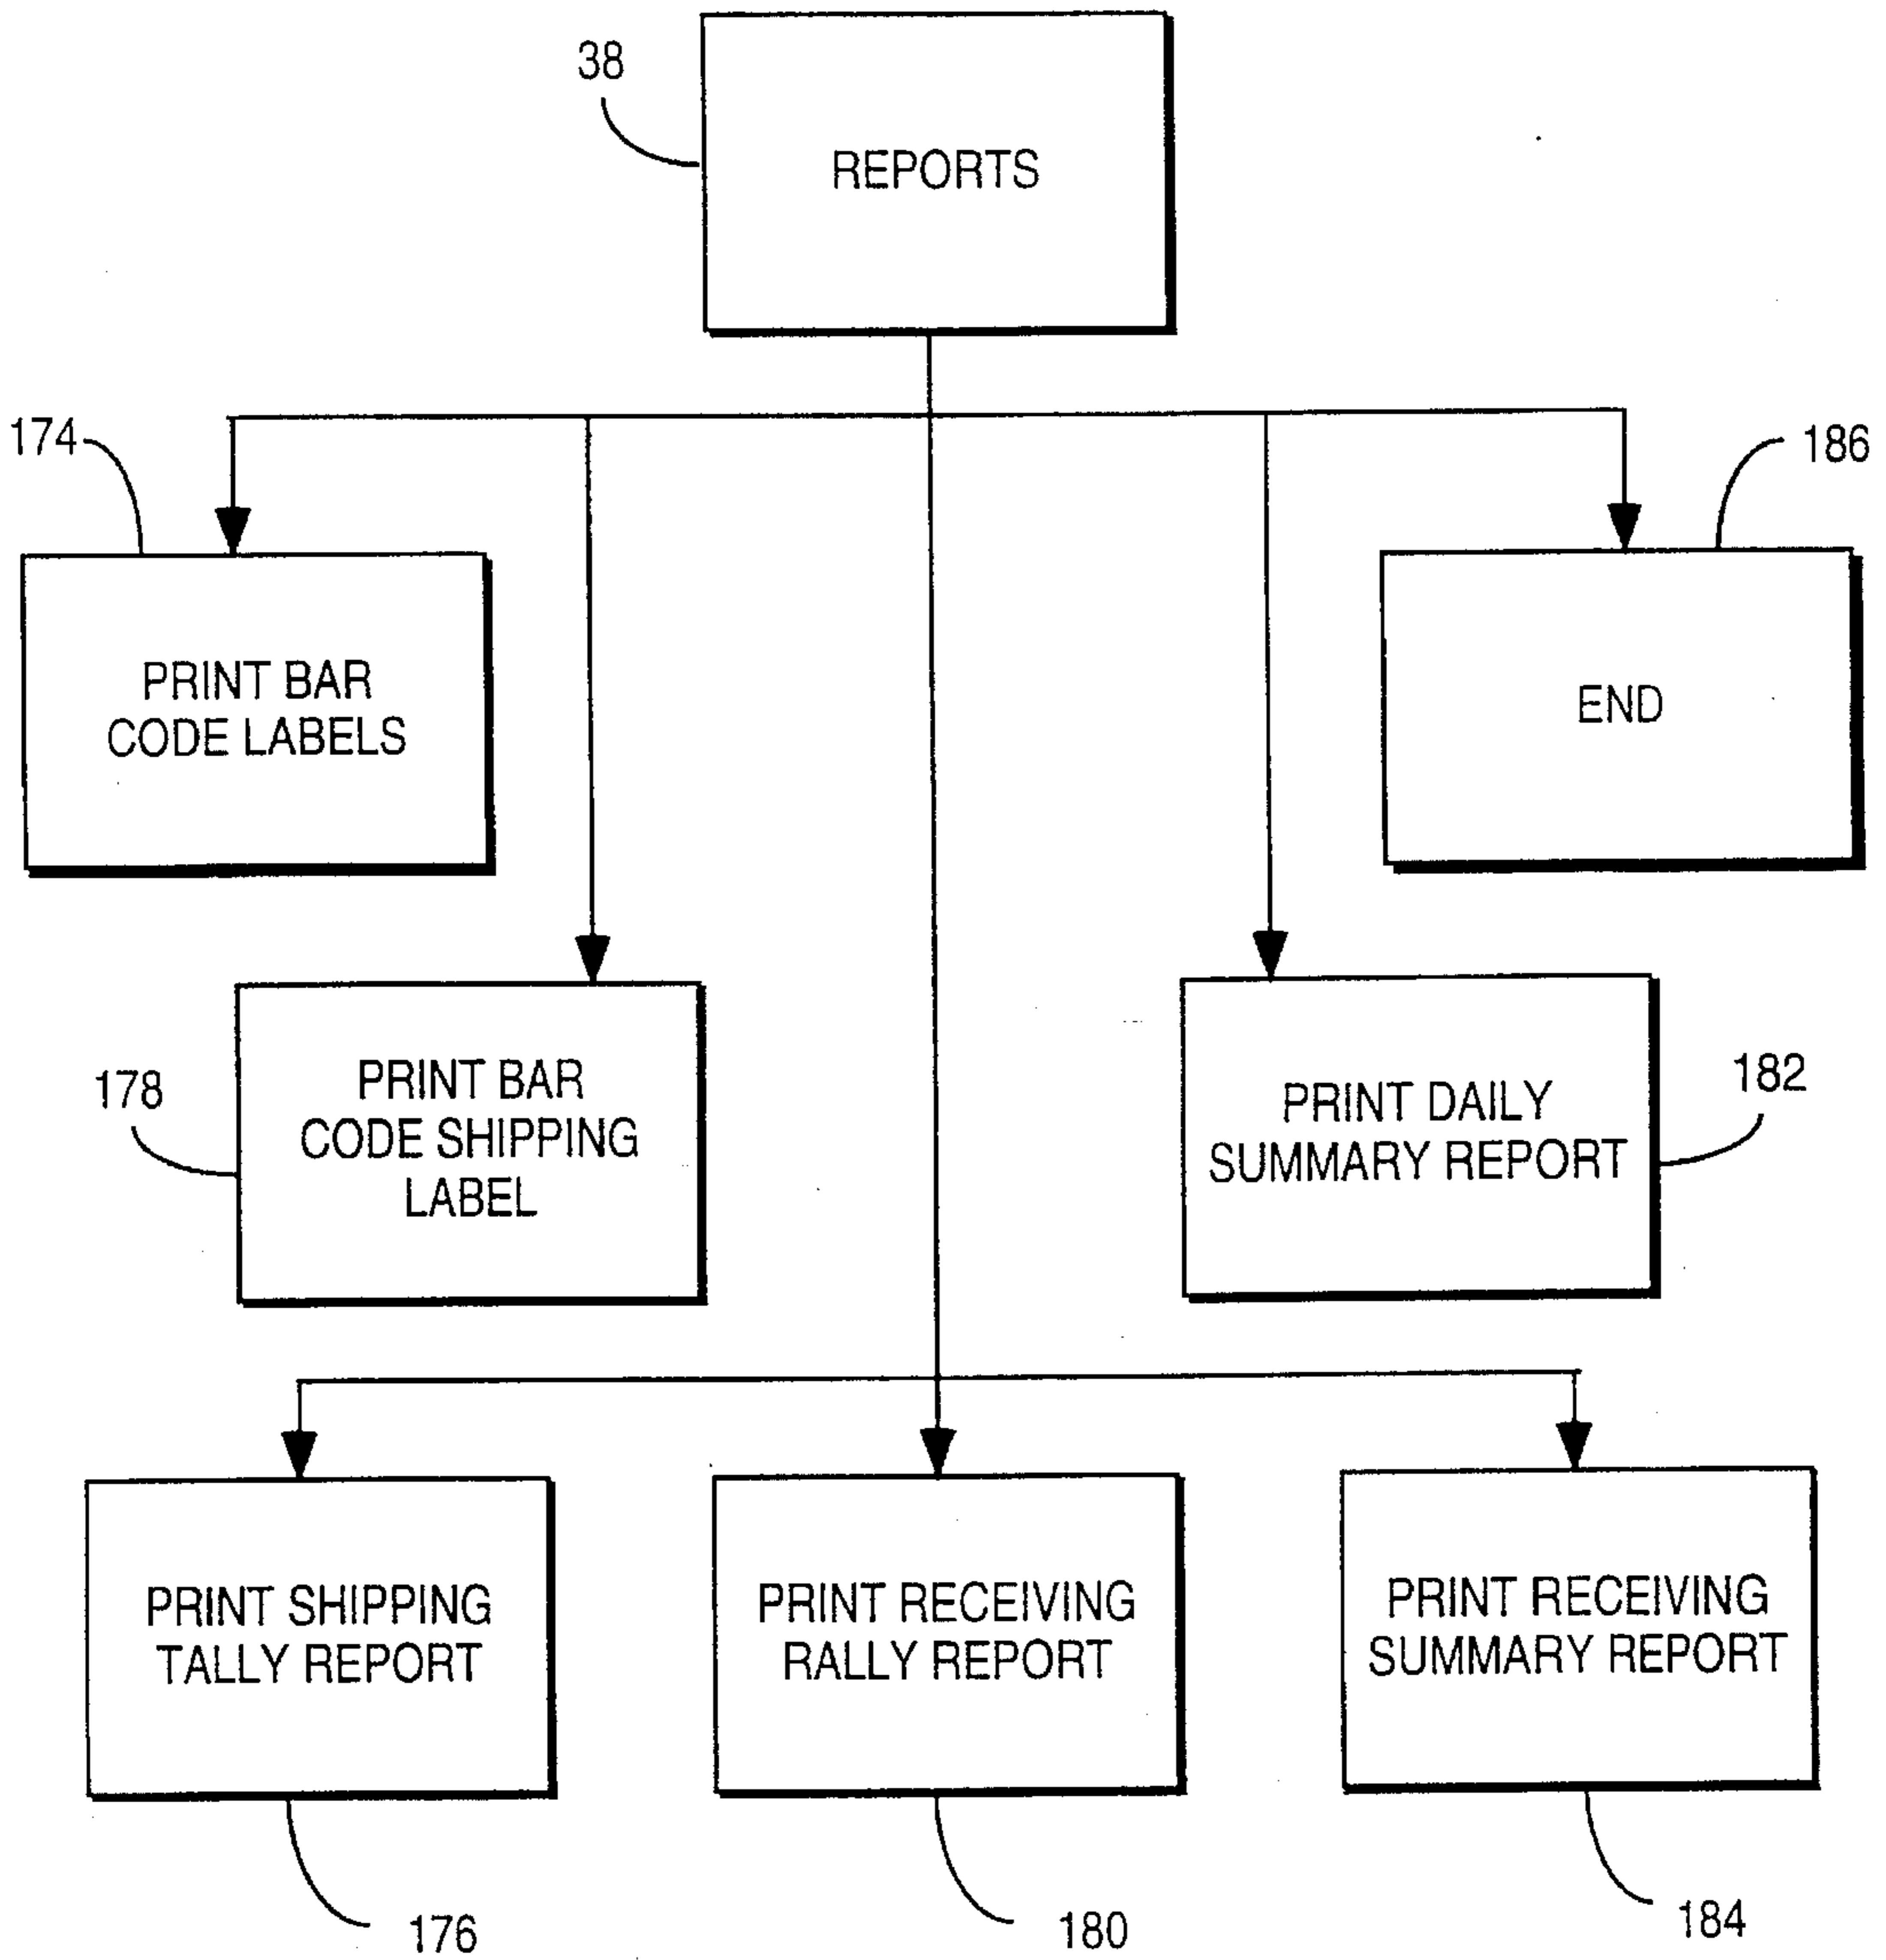 38
REPORTS
174
186
PRINT BAR
CODE LABELS
END
178
PRINT BAR
CODE SHIPPING
LABEL
PRINT DAILY
SUMMARY REPORT
182
PRINT SHIPPING
TALLY REPORT
PRINT RECEIVING
RALLY REPORT
PRINT RECEIVING
SUMMARY REPORT
176
180
184